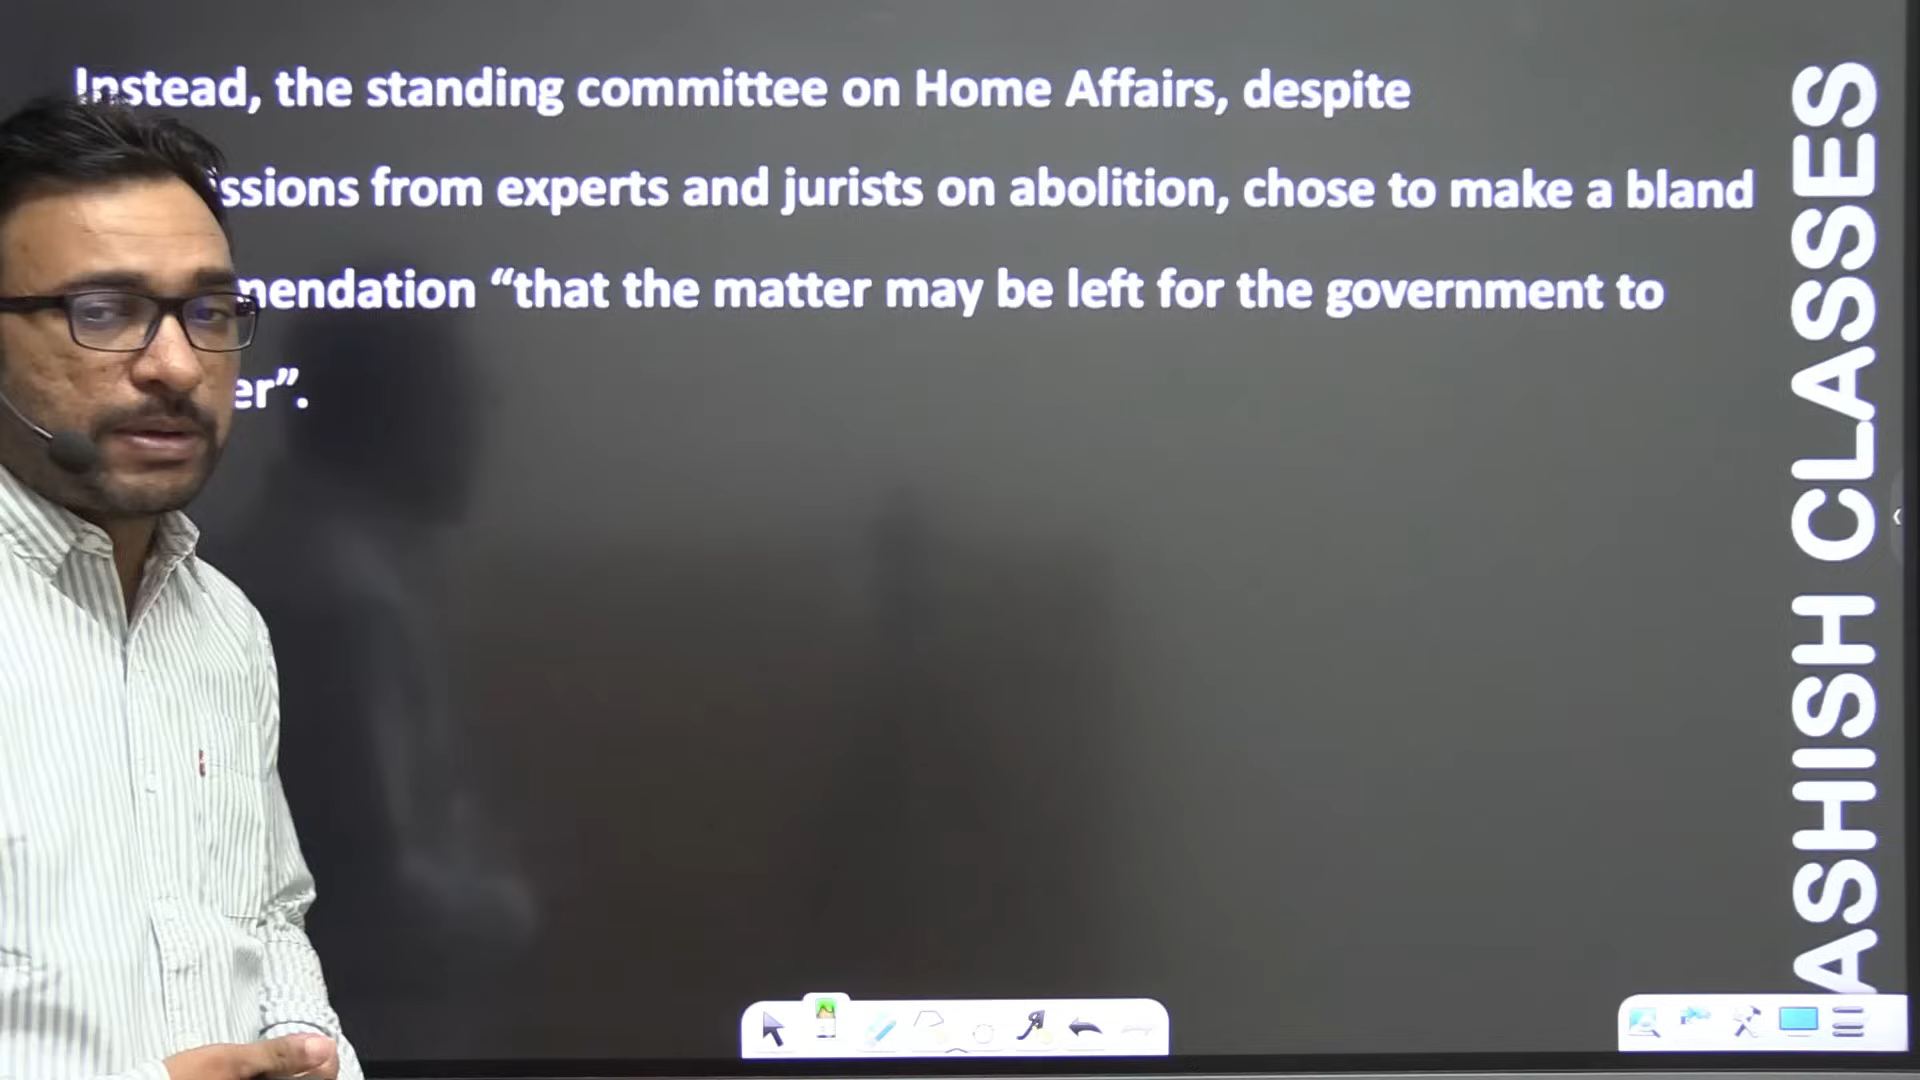 Instead, the standing committee on Home Affairs, despite
ssions from experts and jurists on abolition, chose to make a bland
mendation “that the matter may be left for the government to
er”.
ASHISH CLASSES